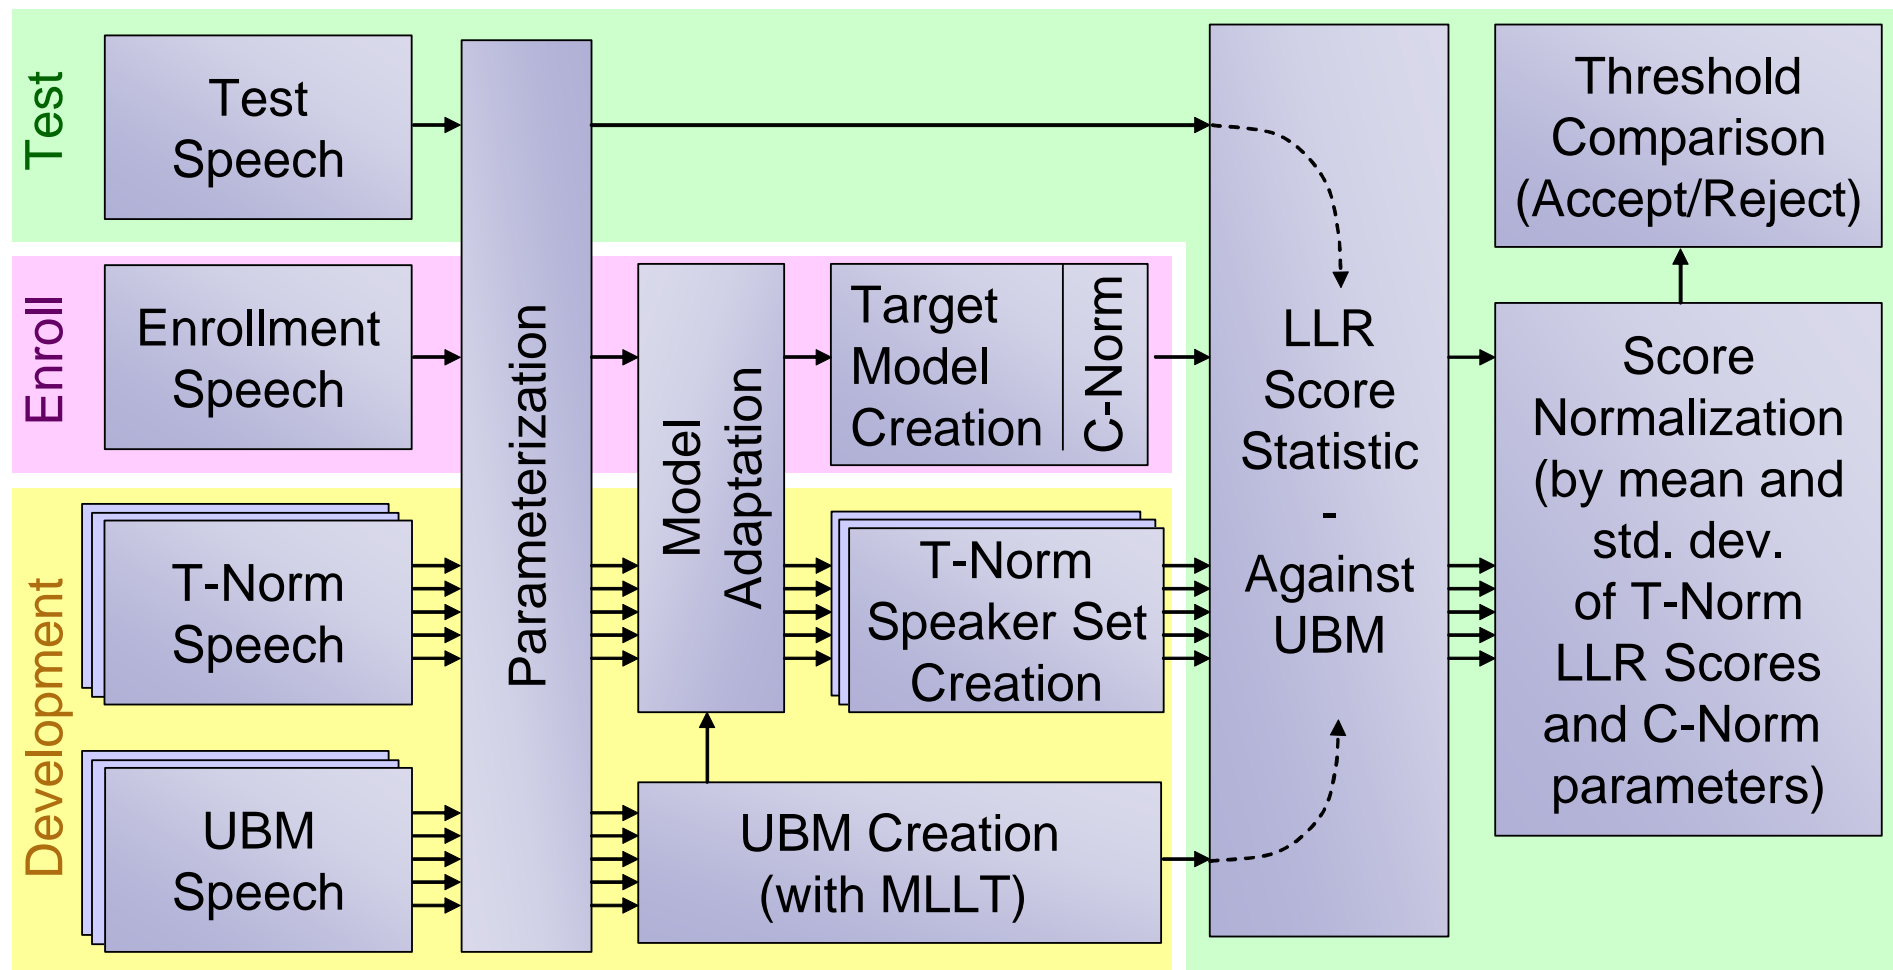 Test
Test
Speech
Enroll
Enrollment
Speech
Development
T-Norm
Speech
UBM
Speech
Parameterization
Model
Adaptation
Target
Model
Creation
C-Norm
T-Norm
Speaker Set
Creation
UBM Creation
(with MLLT)
LLR
Score
Statistic
-
Against
UBM
Threshold
Comparison
(Accept/Reject)
Score
Normalization
(by mean and
std. dev.
of T-Norm
LLR Scores
and C-Norm
parameters)